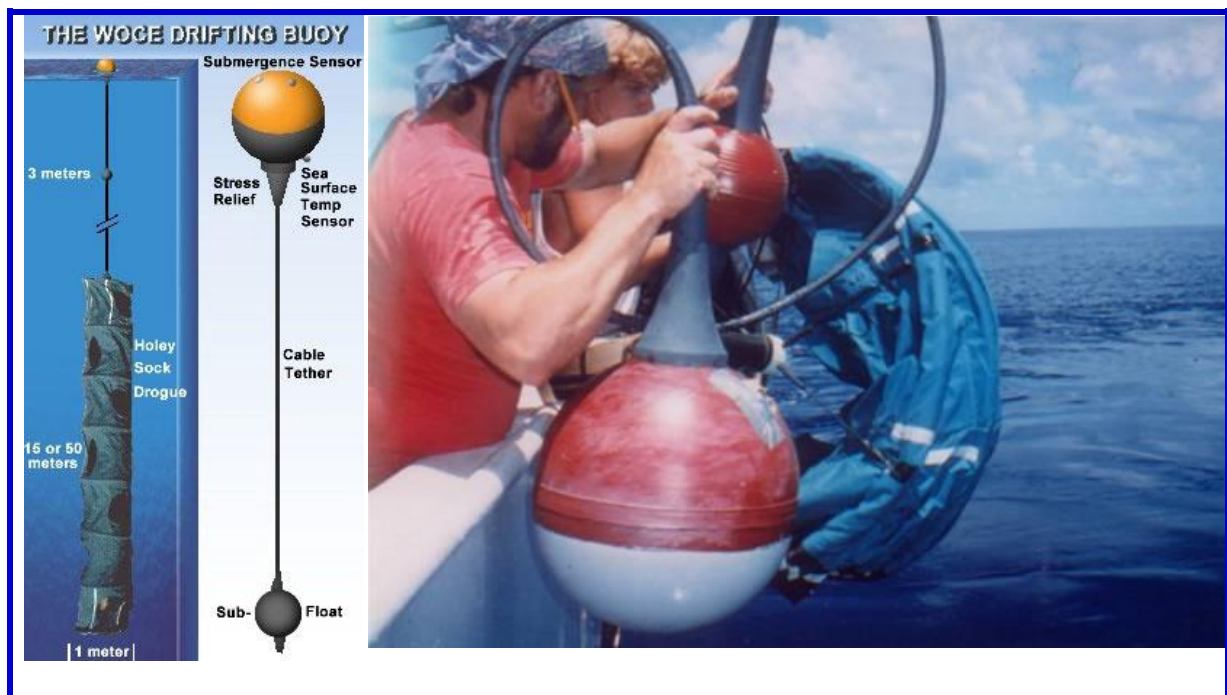 THE WOCE DRIFTING BUOY
Submergence Sensor
3 meters
Stress
Relief
Sea
Surface
Temp
Sensor
Holey
Sock
Drogue
15 or 50
meters
Cable
Tether
Sub-
Float
1 meter